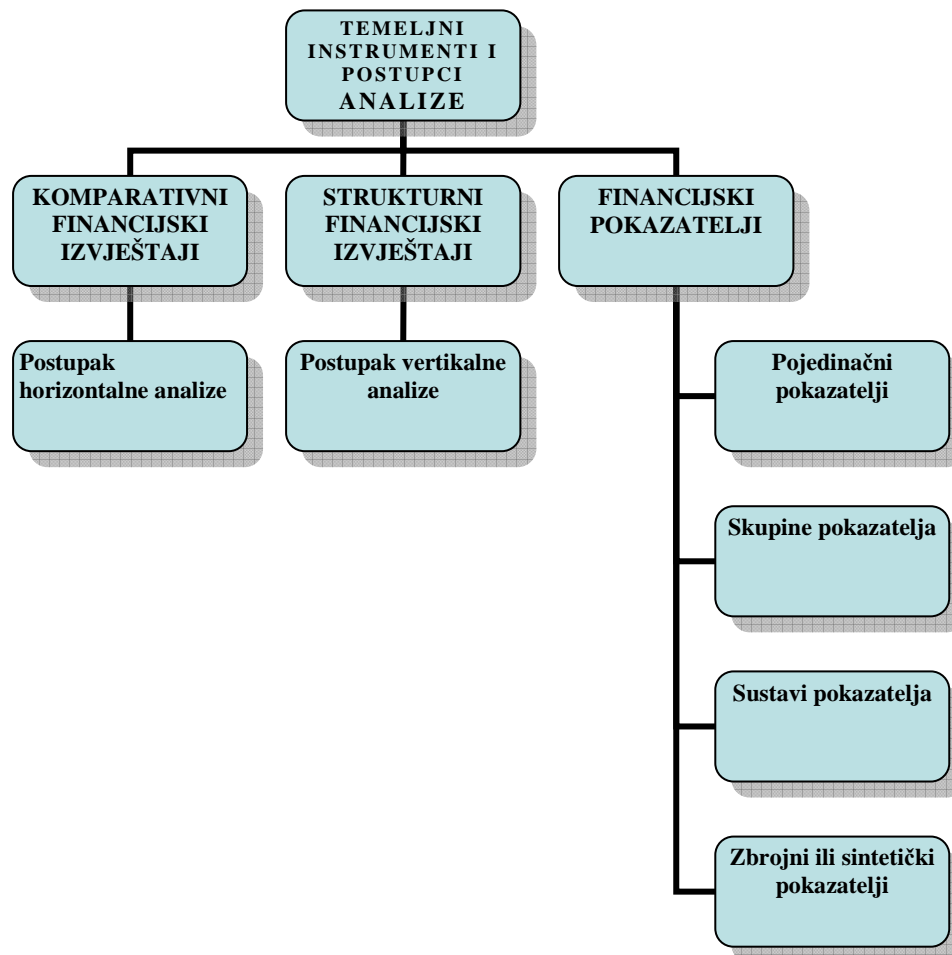 TEMELJNI
INSTRUMENTI I
POSTUPCI
ANALIZE
KOMPARATIVNI
FINANCIJSKI
IZVJEŠTAJI
STRUKTURNI
FINANCIJSKI
IZVJEŠTAJI
FINANCIJSKI
POKAZATELJI
Postupak
horizontalne analize
Postupak vertikalne
analize
Pojedinačni
pokazatelji
Skupine pokazatelja
Sustavi pokazatelja
Zbrojni ili sintetički
pokazatelji